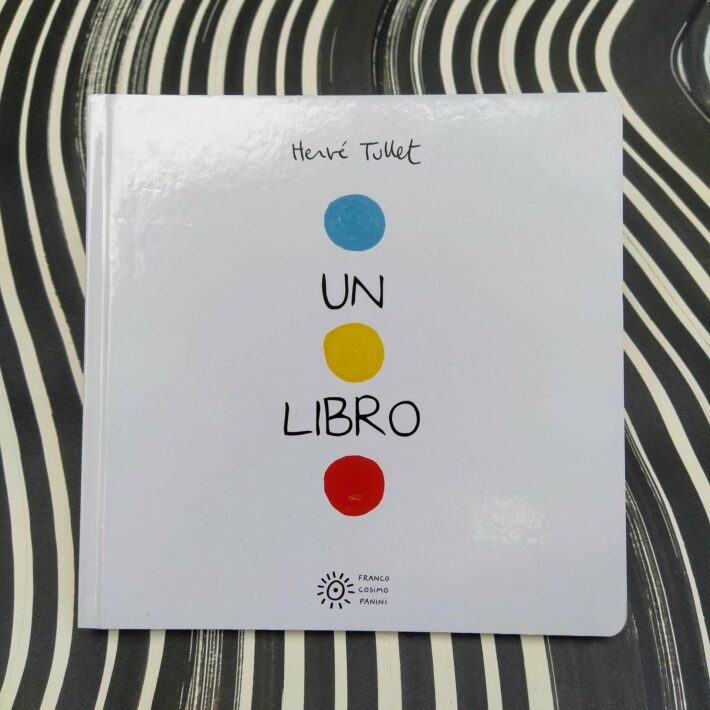 Hervé Tullet
UN
LIBRO
FRANCO
COSIMO
PANINI